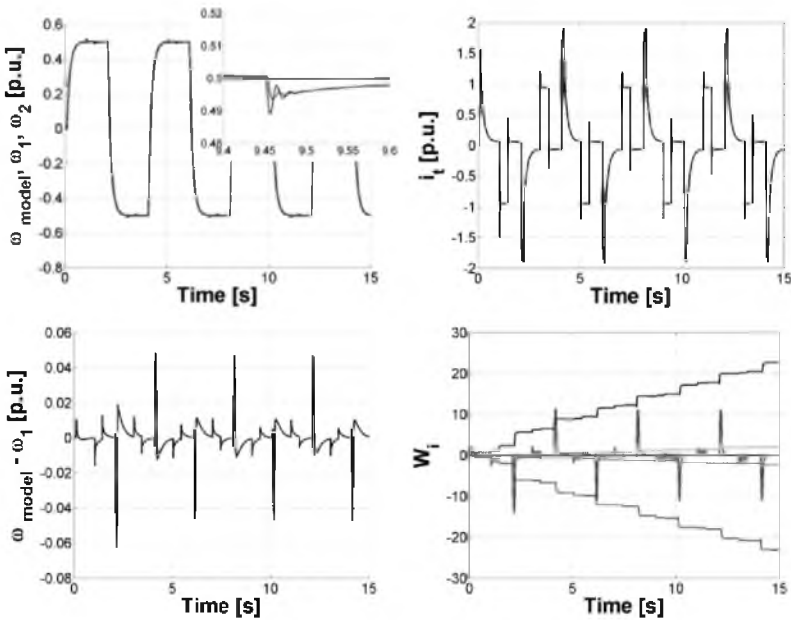 0.6
0.4
0.2
0
-0.2
-0.4
-0.6
-0.8
0 5 10 15
Time [s]
ω model, ω1, ω2 [p.u.]
0.52
0.51
0.5
0.49
0.48
9.4 9.45 9.5 9.55 9.6
2
1.5
1
0.5
0
-0.5
-1
-1.5
-2
0 5 10 15
Time [s]
it [p.u.]
0.06
0.04
0.02
0
-0.02
-0.04
-0.06
-0.08
0 5 10 15
Time [s]
ω model - ω1 [p.u.]
30
20
10
0
-10
-20
-30
0 5 10 15
Time [s]
Wi